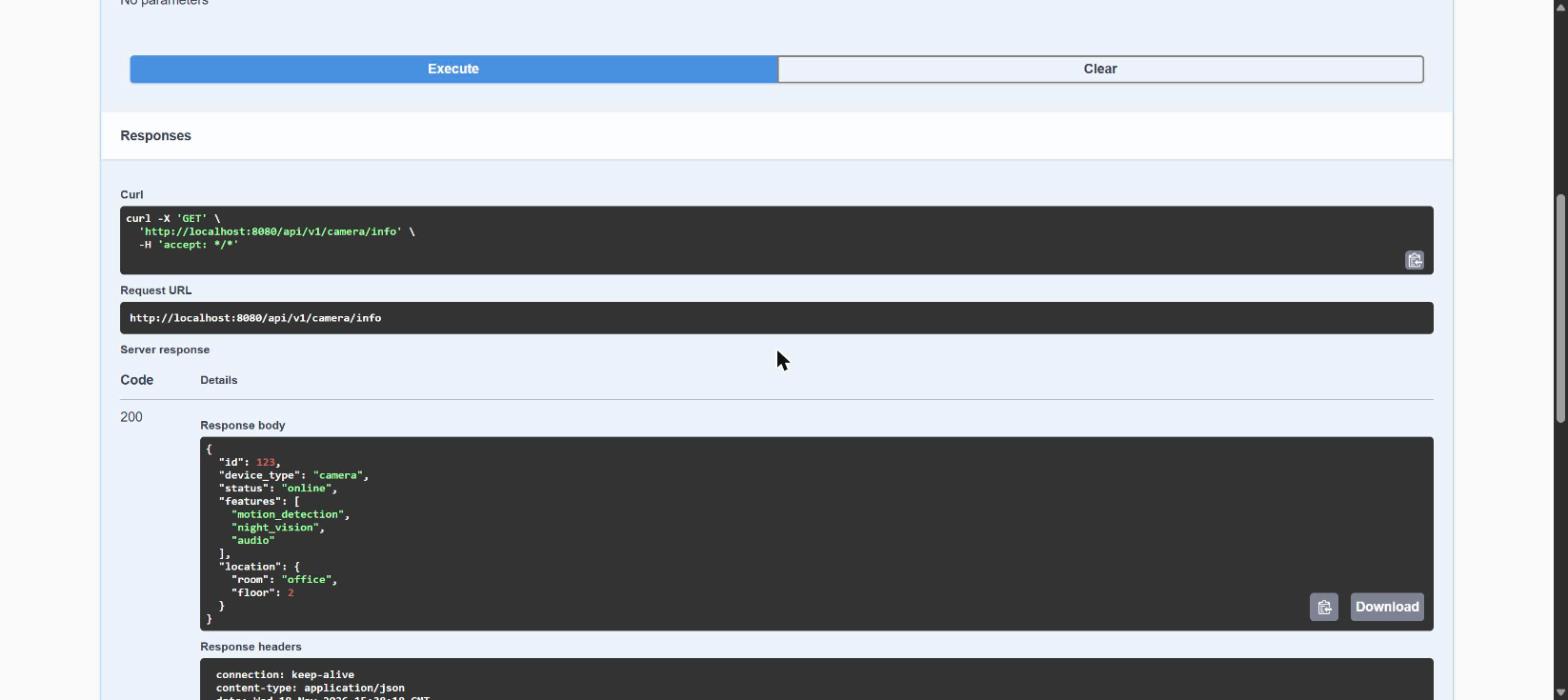 No parameters
Execute
Clear
Responses
Curl
curl -X 'GET' \
  'http://localhost:8080/api/v1/camera/info' \
  -H 'accept: */*'
Request URL
http://localhost:8080/api/v1/camera/info
Server response
Code Details
200
Response body
{
  "id": 123,
  "device_type": "camera",
  "status": "online",
  "features": [
    "motion_detection",
    "night_vision",
    "audio"
  ],
  "location": {
    "room": "office",
    "floor": 2
  }
}
Download
Response headers
connection: keep-alive
content-type: application/json